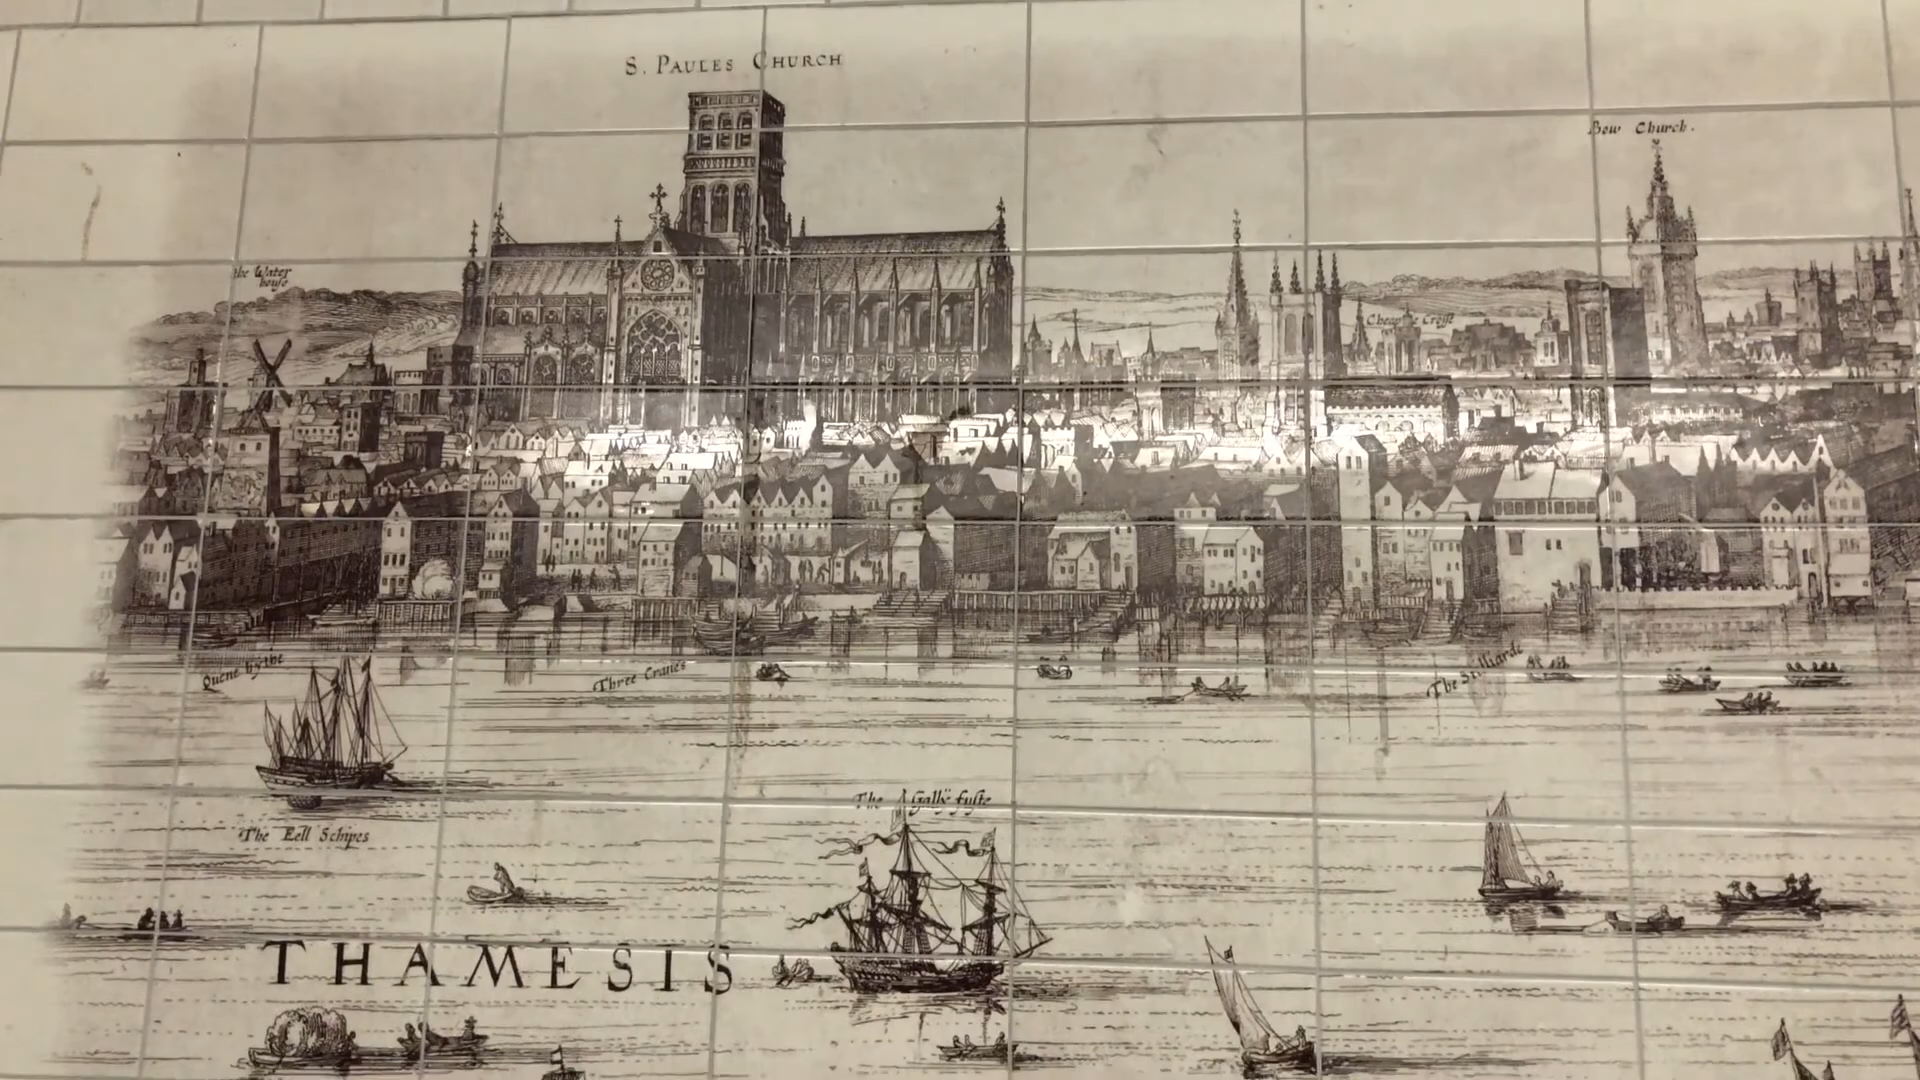 S. PAULES CHURCH
Bow Church.
the Water
house
Cheapse Crosse
Quene hythe
Three Cranes
The Stilliarde
The Gally fuste
The Eell Schipes
THAMESIS